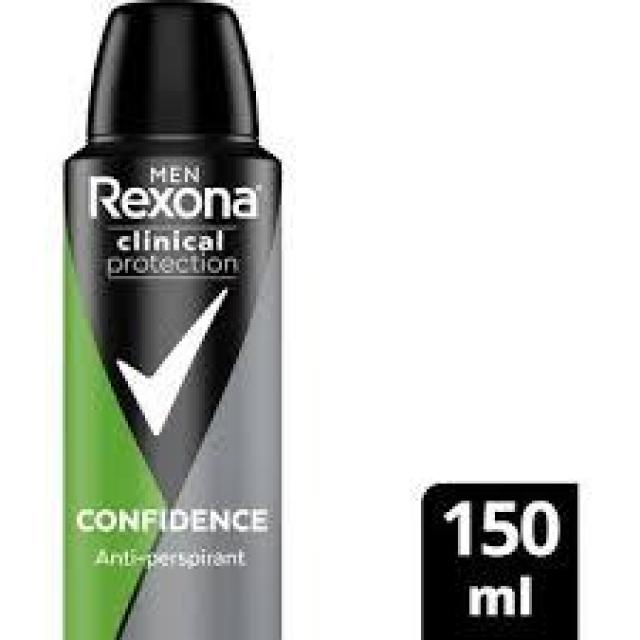 MEN
Rexona
clinical
protection
CONFIDENCE
Anti-perspirant
150
ml